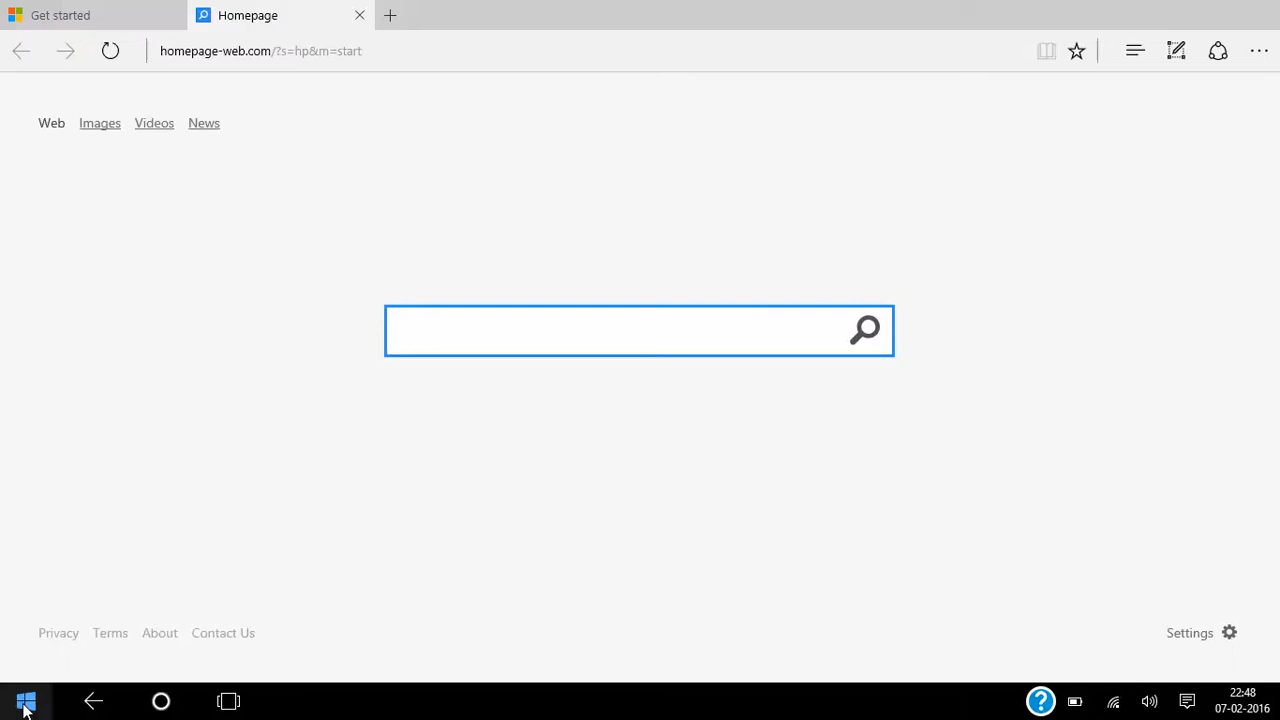 Get started
Homepage
homepage-web.com/?s=hp&m=start
Web Images Videos News
Privacy Terms About Contact Us
Settings
?
22:48
07-02-2016